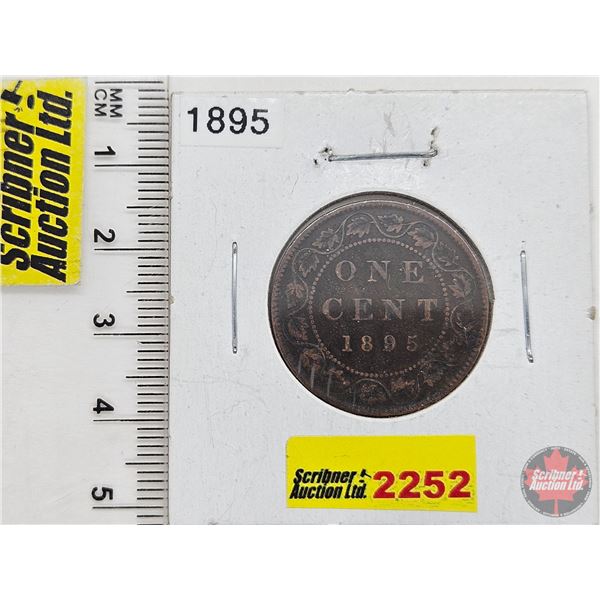 Scribner
Auction Ltd.
MM
CM
1
2
3
4
5
1895
ONE
CENT
1895
Scribner
Auction Ltd.
2252
Scribner
Auction Ltd.